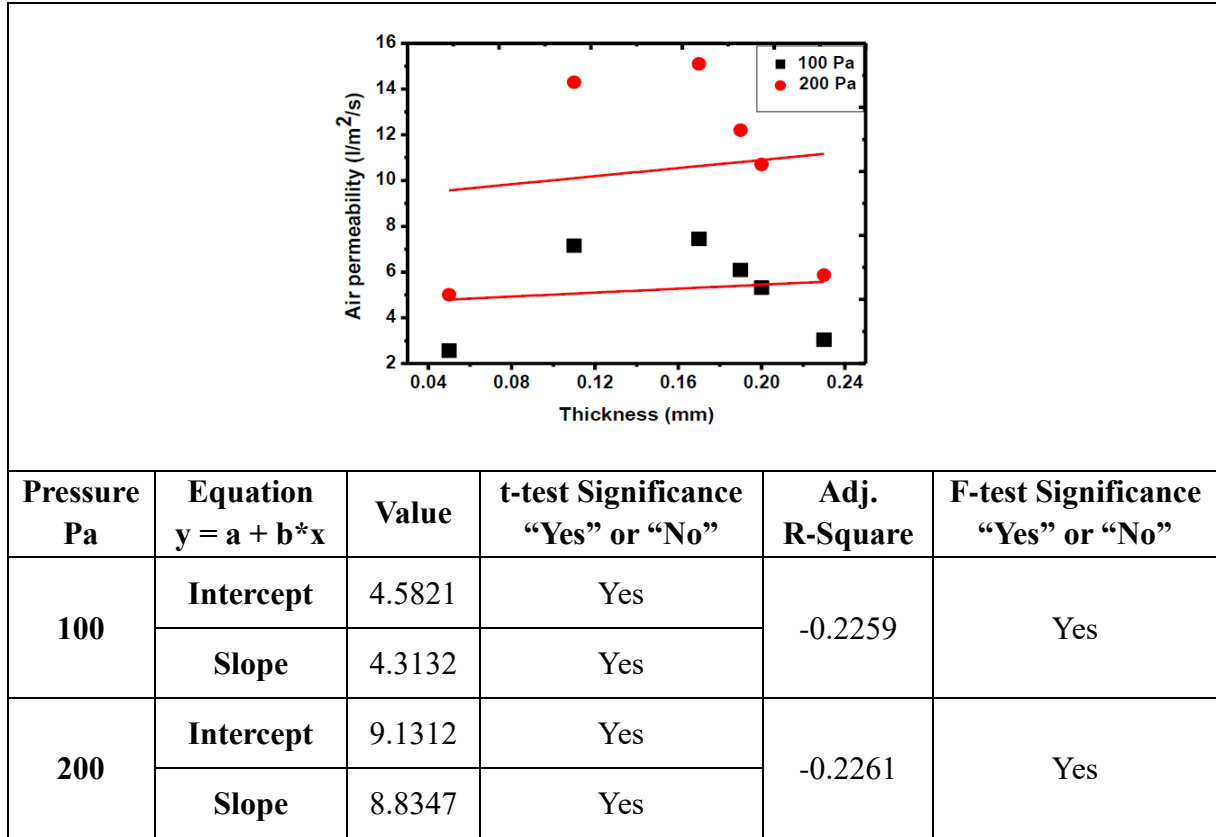 16
14
12
10
8
6
4
2
Air permeability (l/m²/s)
100 Pa
200 Pa
0.04 0.08 0.12 0.16 0.20 0.24
Thickness (mm)
Pressure Pa
Equation y = a + b*x
Value
t-test Significance “Yes” or “No”
Adj. R-Square
F-test Significance “Yes” or “No”
100
Intercept 4.5821 Yes
-0.2259 Yes
Slope 4.3132 Yes
200
Intercept 9.1312 Yes
-0.2261 Yes
Slope 8.8347 Yes